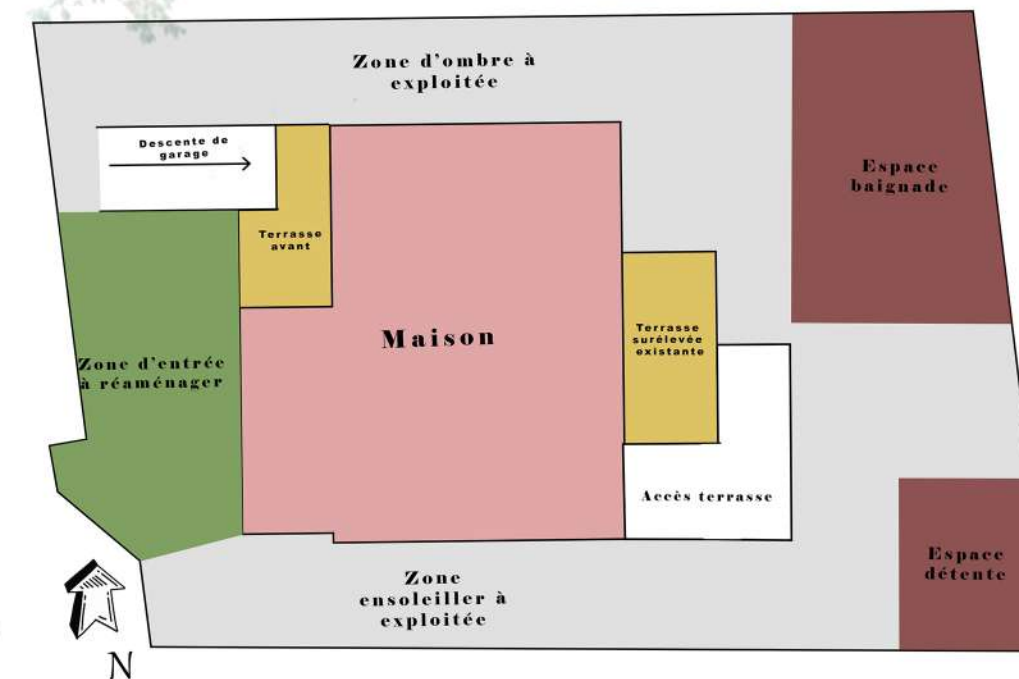 Zone d'ombre à
exploitée
Descente de
garage
Espace
baignade
Terrasse
avant
Maison
Terrasse
surélevée
existante
Zone d'entrée
à réaménager
Accès terrasse
Espace
détente
Zone
ensoleiller à
exploitée
N